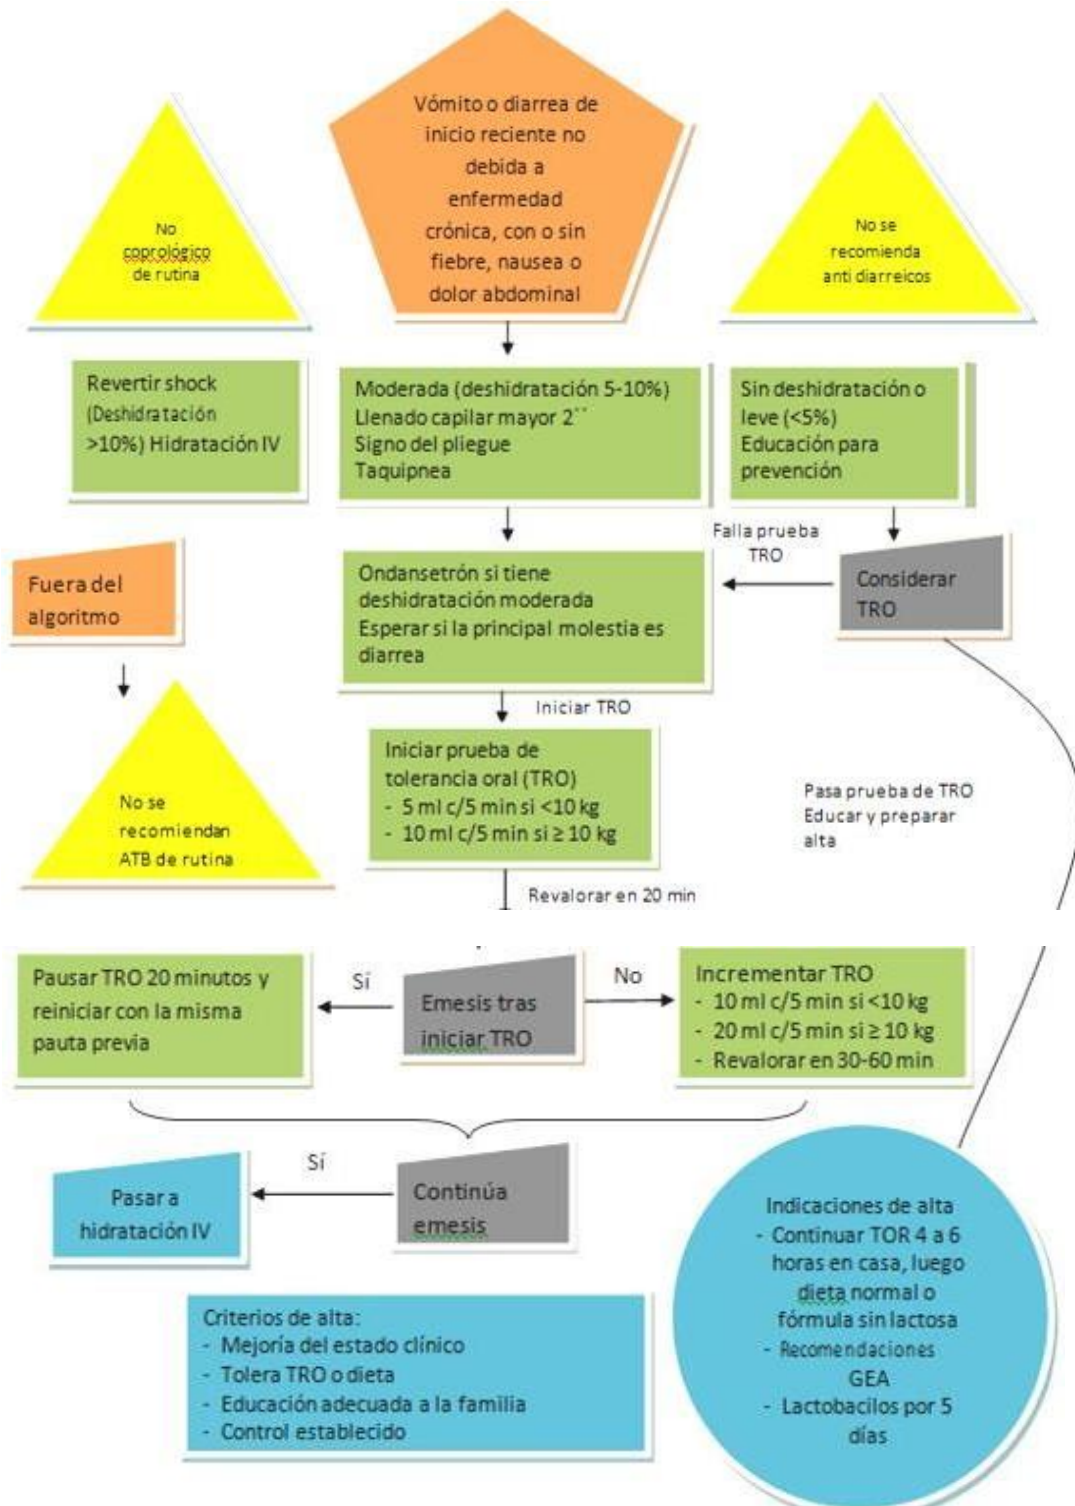 Vómito o diarrea de
inicio reciente no
debida a
enfermedad
crónica, con o sin
fiebre, nausea o
dolor abdominal
No
coprológico
de rutina
No se
recomienda
anti diarreicos
Revertir shock
(Deshidratación
>10%) Hidratación IV
Moderada (deshidratación 5-10%)
Llenado capilar mayor 2´´
Signo del pliegue
Taquipnea
Sin deshidratación o
leve (<5%)
Educación para
prevención
Falla prueba
TRO
Fuera del
algoritmo
Ondansetrón si tiene
deshidratación moderada
Esperar si la principal molestia es
diarrea
Considerar
TRO
Iniciar TRO
No se
recomiendan
ATB de rutina
Iniciar prueba de
tolerancia oral (TRO)
- 5 ml c/5 min si <10 kg
- 10 ml c/5 min si ≥ 10 kg
Pasa prueba de TRO
Educar y preparar
alta
Revalorar en 20 min
Pausar TRO 20 minutos y
reiniciar con la misma
pauta previa
Sí
Emesis tras
iniciar TRO
No
Incrementar TRO
- 10 ml c/5 min si <10 kg
- 20 ml c/5 min si ≥ 10 kg
- Revalorar en 30-60 min
Pasar a
hidratación IV
Sí
Continúa
emesis
Indicaciones de alta
- Continuar TOR 4 a 6
horas en casa, luego
dieta normal o
fórmula sin lactosa
- Recomendaciones
GEA
- Lactobacilos por 5
días
Criterios de alta:
- Mejoría del estado clínico
- Tolera TRO o dieta
- Educación adecuada a la familia
- Control establecido